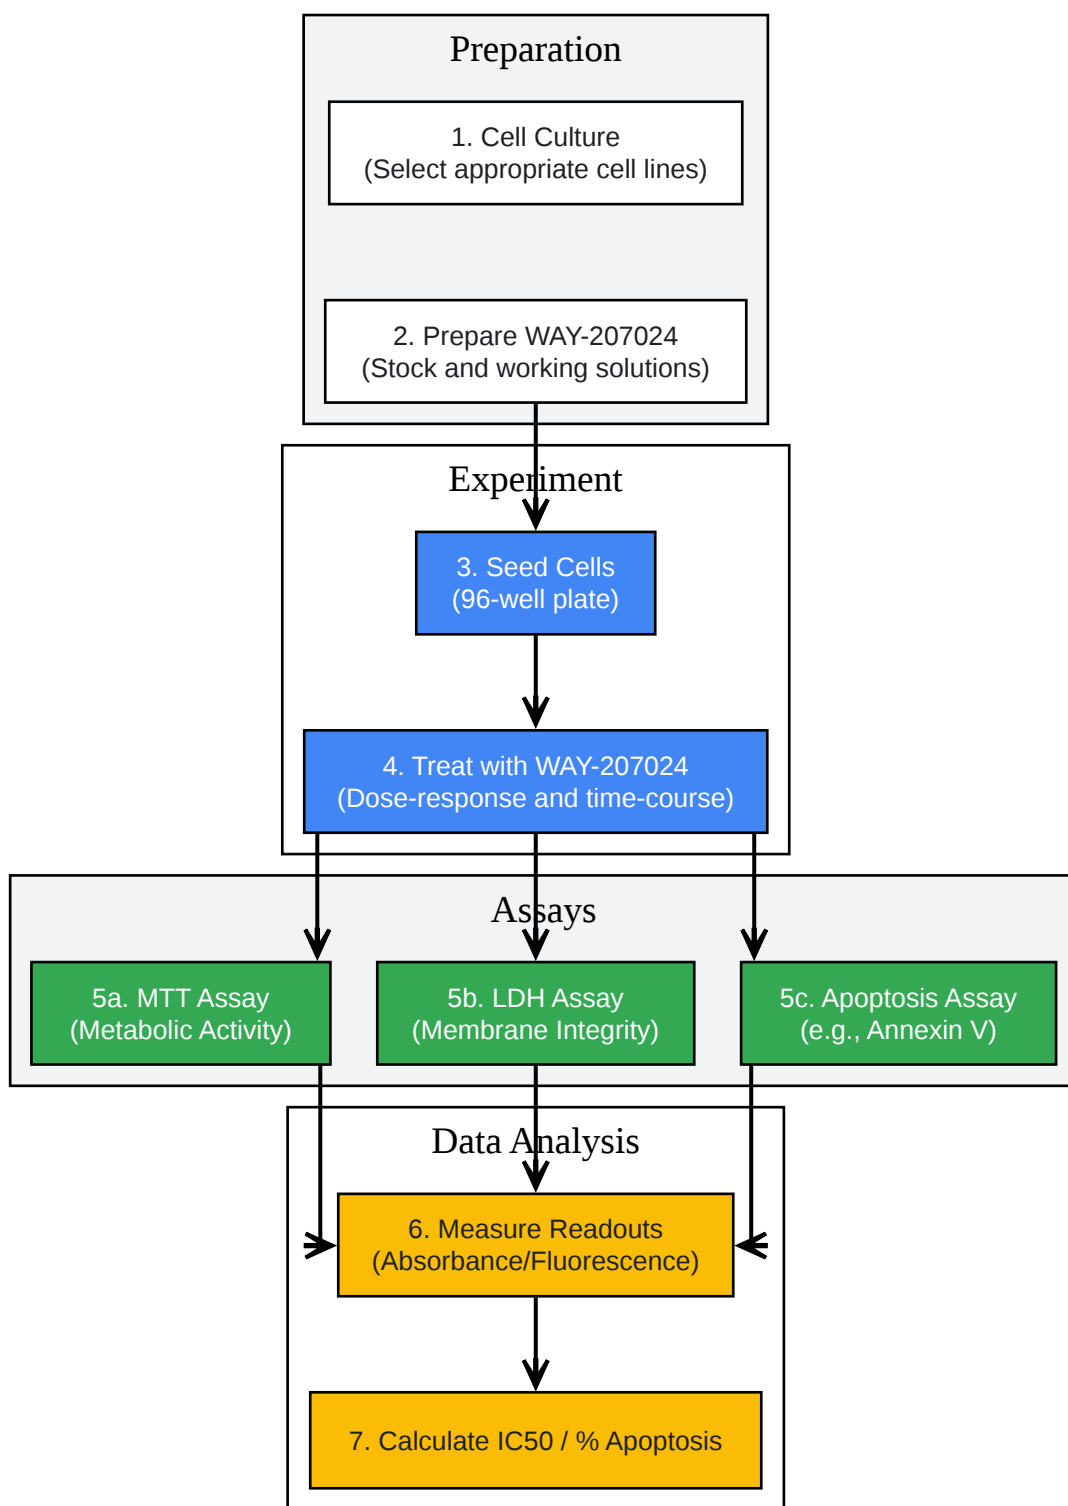 Preparation
1. Cell Culture
(Select appropriate cell lines)
2. Prepare WAY-207024
(Stock and working solutions)
Experiment
3. Seed Cells
(96-well plate)
4. Treat with WAY-207024
(Dose-response and time-course)
Assays
5a. MTT Assay
(Metabolic Activity)
5b. LDH Assay
(Membrane Integrity)
5c. Apoptosis Assay
(e.g., Annexin V)
Data Analysis
6. Measure Readouts
(Absorbance/Fluorescence)
7. Calculate IC50 / % Apoptosis